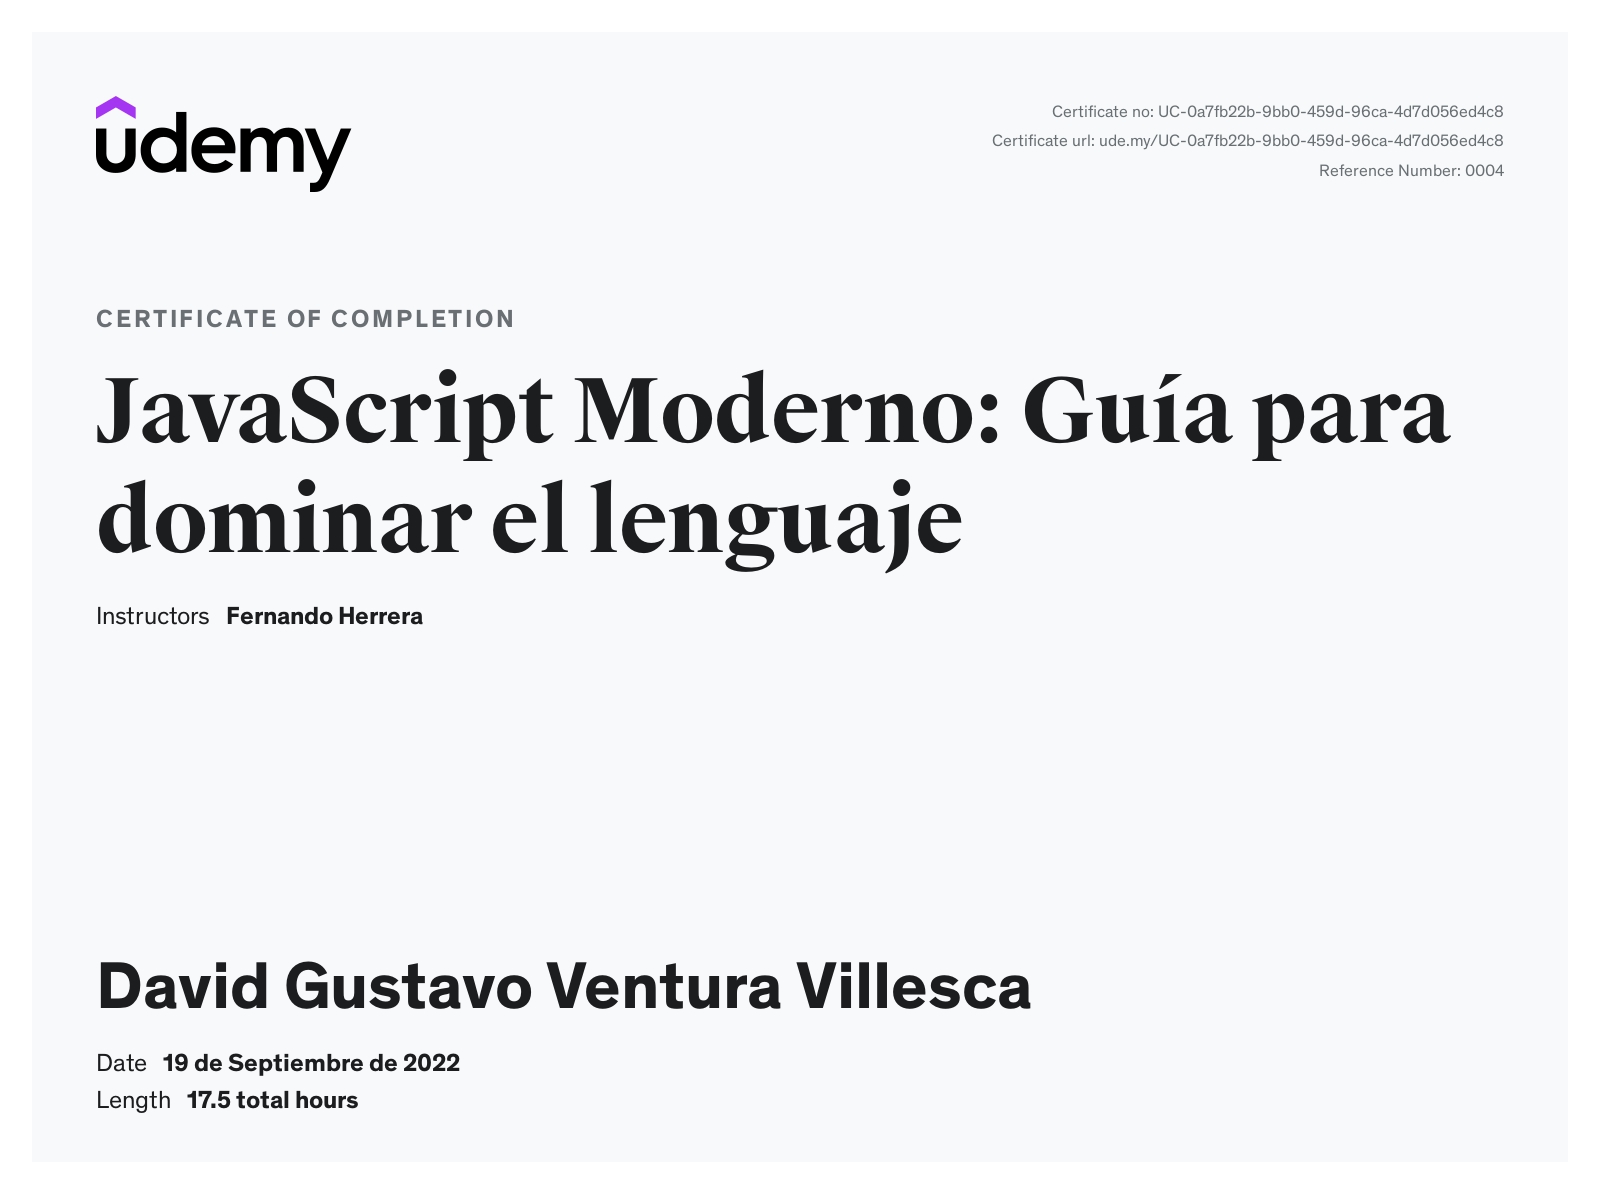 udemy
Certificate no: UC-0a7fb22b-9bb0-459d-96ca-4d7d056ed4c8
Certificate url: ude.my/UC-0a7fb22b-9bb0-459d-96ca-4d7d056ed4c8
Reference Number: 0004
CERTIFICATE OF COMPLETION
JavaScript Moderno: Guía para
dominar el lenguaje
Instructors Fernando Herrera
David Gustavo Ventura Villesca
Date 19 de Septiembre de 2022
Length 17.5 total hours